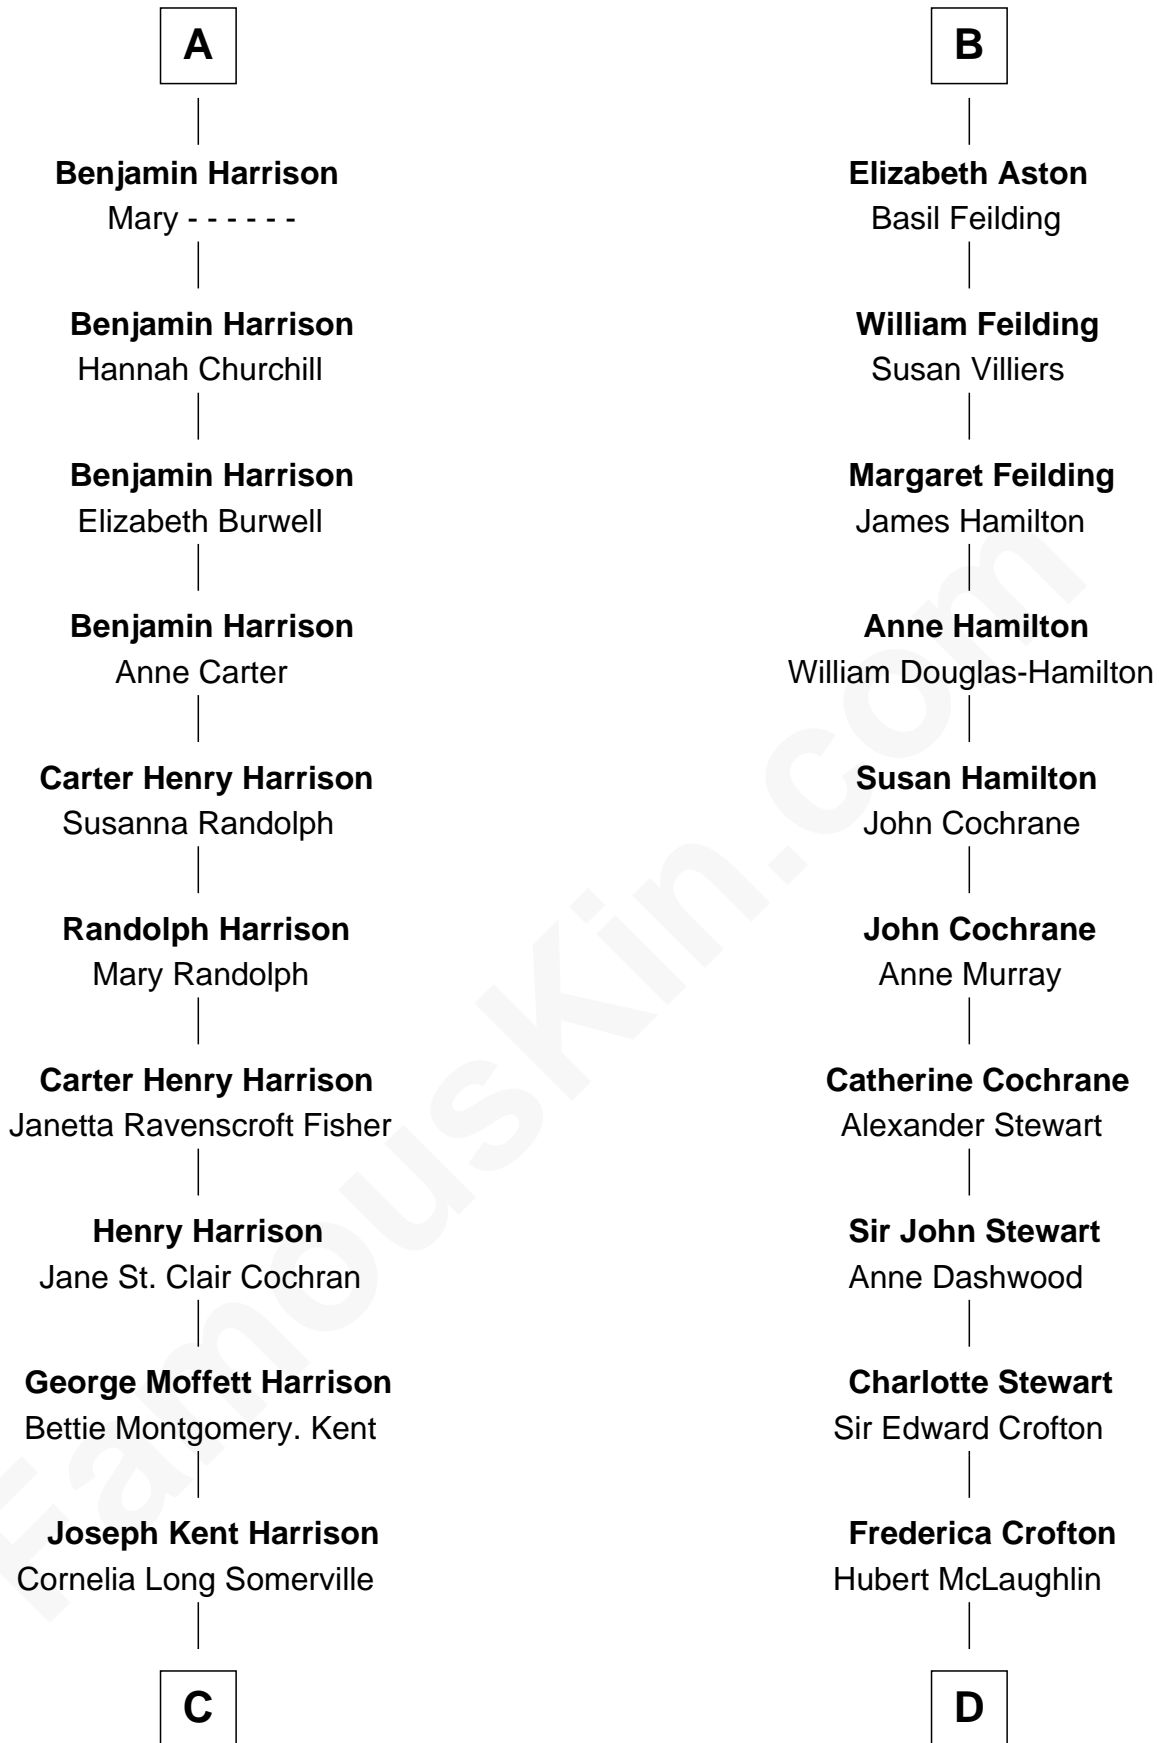 A
Benjamin Harrison
Mary - - - - - -
Benjamin Harrison
Hannah Churchill
Benjamin Harrison
Elizabeth Burwell
Benjamin Harrison
Anne Carter
Carter Henry Harrison
Susanna Randolph
Randolph Harrison
Mary Randolph
Carter Henry Harrison
Janetta Ravenscroft Fisher
Henry Harrison
Jane St. Clair Cochran
George Moffett Harrison
Bettie Montgomery. Kent
Joseph Kent Harrison
Cornelia Long Somerville
C
B
Elizabeth Aston
Basil Feilding
William Feilding
Susan Villiers
Margaret Feilding
James Hamilton
Anne Hamilton
William Douglas-Hamilton
Susan Hamilton
John Cochrane
John Cochrane
Anne Murray
Catherine Cochrane
Alexander Stewart
Sir John Stewart
Anne Dashwood
Charlotte Stewart
Sir Edward Crofton
Frederica Crofton
Hubert McLaughlin
D
FamousKin.com